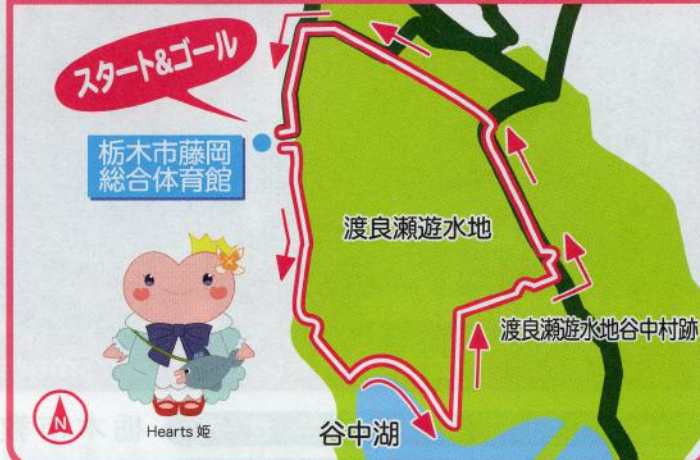 スタート&ゴール
栃木市藤岡
総合体育館
渡良瀬遊水地
渡良瀬遊水地谷中村跡
谷中湖
N
Hearts 姫